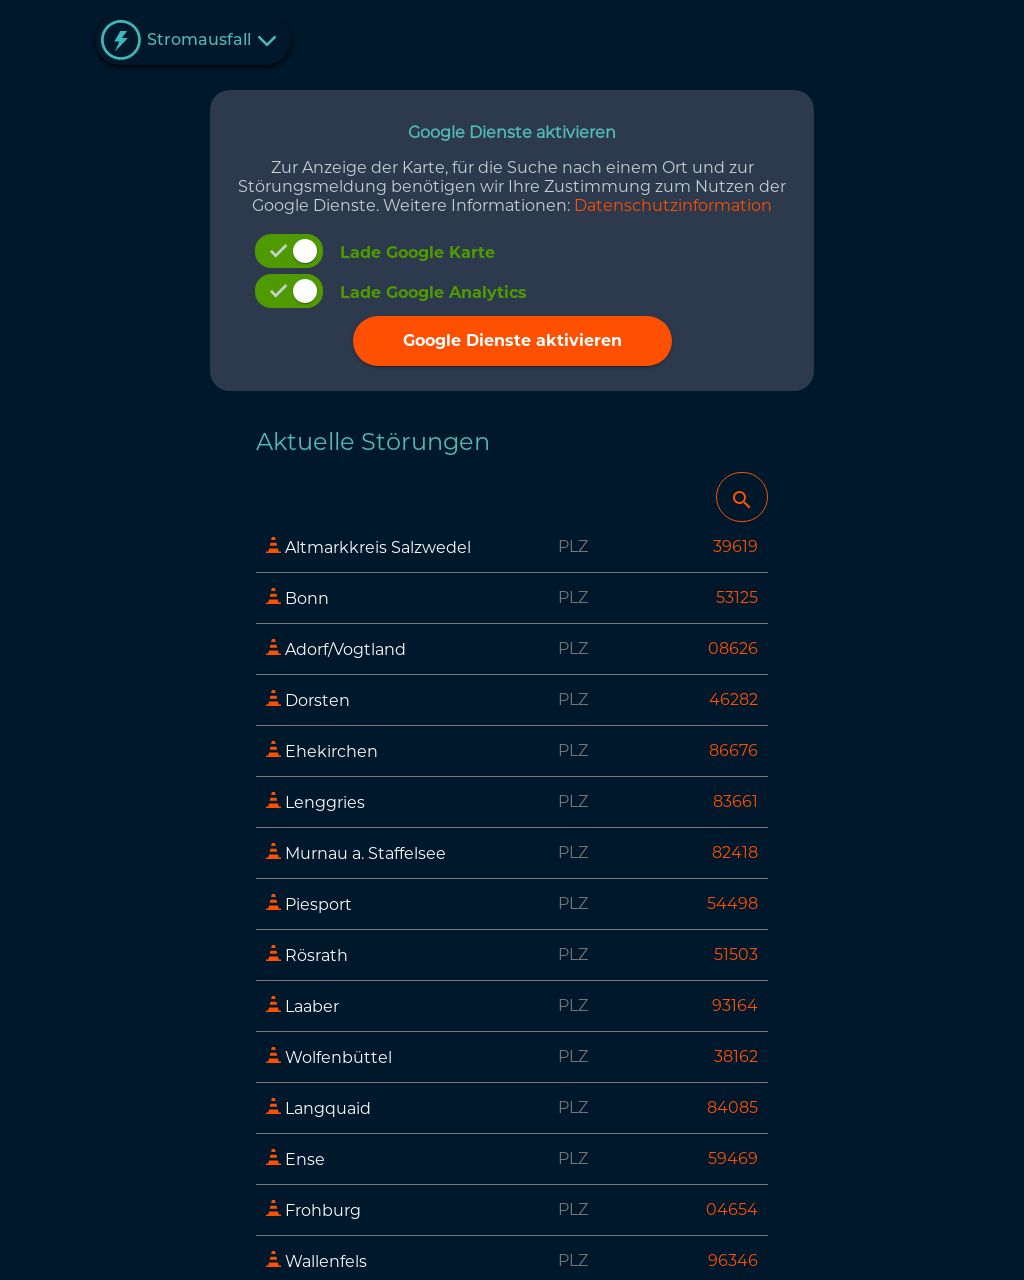 Stromausfall
Google Dienste aktivieren
Zur Anzeige der Karte, für die Suche nach einem Ort und zur
Störungsmeldung benötigen wir Ihre Zustimmung zum Nutzen der
Google Dienste. Weitere Informationen: Datenschutzinformation
Lade Google Karte
Lade Google Analytics
Google Dienste aktivieren
Aktuelle Störungen
Altmarkkreis Salzwedel PLZ 39619
Bonn PLZ 53125
Adorf/Vogtland PLZ 08626
Dorsten PLZ 46282
Ehekirchen PLZ 86676
Lenggries PLZ 83661
Murnau a. Staffelsee PLZ 82418
Piesport PLZ 54498
Rösrath PLZ 51503
Laaber PLZ 93164
Wolfenbüttel PLZ 38162
Langquaid PLZ 84085
Ense PLZ 59469
Frohburg PLZ 04654
Wallenfels PLZ 96346